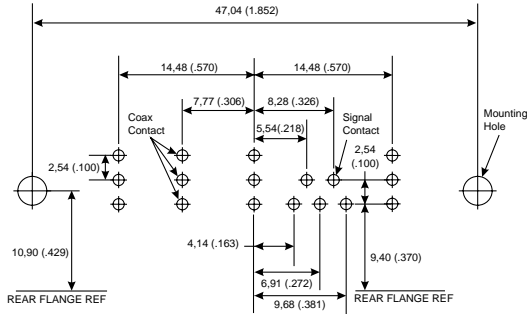 47,04 (1.852)
14,48 (.570)
14,48 (.570)
7,77 (.306)
8,28 (.326)
Mounting
Hole
Coax
Contact
5,54(.218)
Signal
Contact
2,54
(.100)
2,54
(.100)
10,90 (.429)
4,14 (.163)
9,40 (.370)
6,91 (.272)
REAR FLANGE REF
9,68 (.381)
REAR FLANGE REF